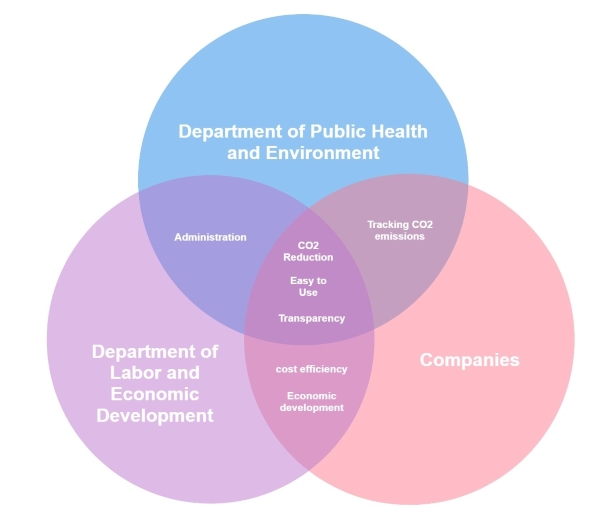 Department of Public Health
and Environment
Administration
Tracking CO2
emissions
CO2
Reduction
Easy to
Use
Transparency
Department of
Labor and
Economic
Development
cost efficiency
Economic
development
Companies